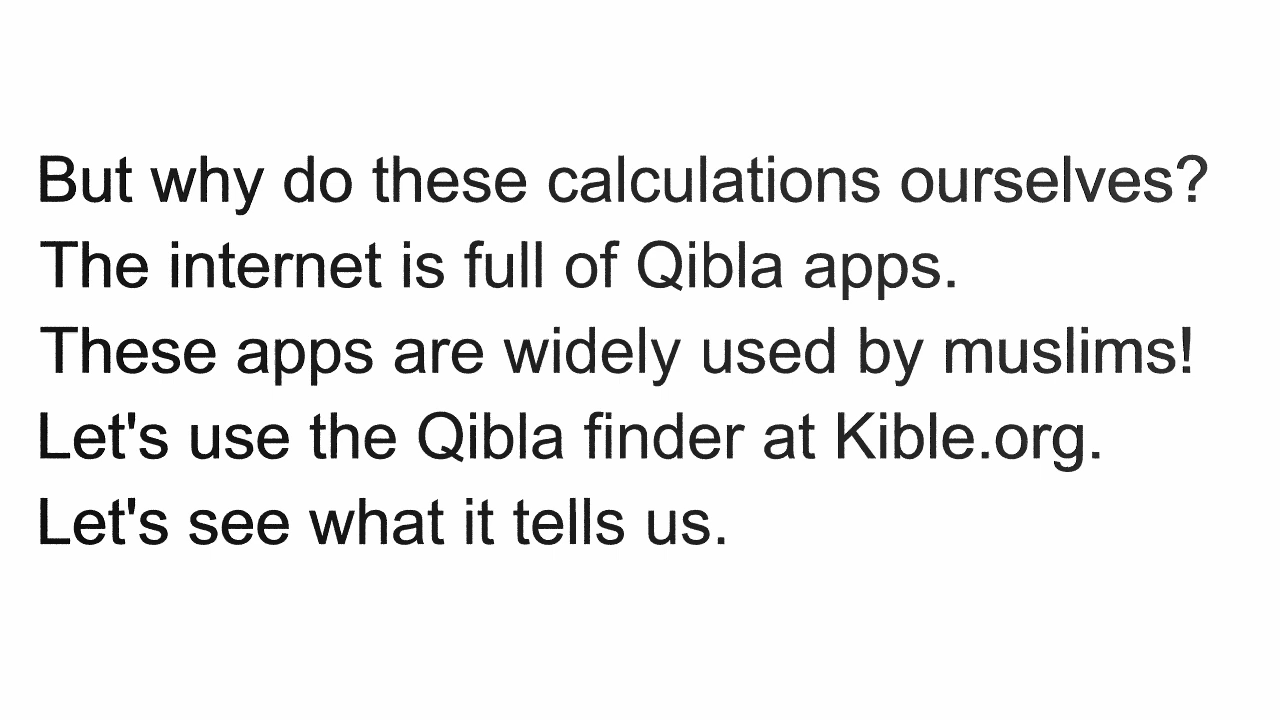 But why do these calculations ourselves?
The internet is full of Qibla apps.
These apps are widely used by muslims!
Let's use the Qibla finder at Kible.org.
Let's see what it tells us.